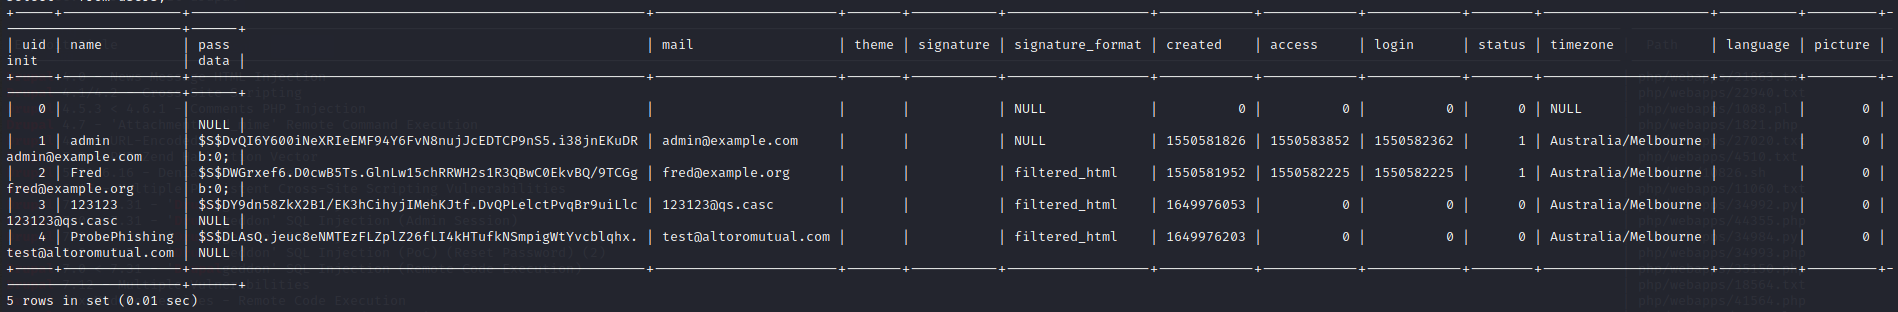 | uid | name | pass | mail | theme | signature | signature_format | created | access | login | status | timezone | language | picture |
init | data |
| 0 | | | | | | NULL | 0 | 0 | 0 | 0 | NULL | | 0 |
| NULL |
| 1 | admin | $S$DvQI6Y600iNeXRIeEMF94Y6FvN8nujJcEDTCP9nS5.i38jnEKuDR | admin@example.com | | | NULL | 1550581826 | 1550583852 | 1550582362 | 1 | Australia/Melbourne | | 0 |
admin@example.com | b:0; |
| 2 | Fred | $S$DWGrxef6.D0cwB5Ts.GlnLw15chRRWH2s1R3QBwC0EkvBQ/9TCGg | fred@example.org | | | filtered_html | 1550581952 | 1550582225 | 1550582225 | 1 | Australia/Melbourne | | 0 |
fred@example.org | b:0; |
| 3 | 123123 | $S$DY9dn58ZkX2B1/EK3hCihyjIMehKJtf.DvQPLelctPvqBr9uiLlc | 123123@qs.casc | | | filtered_html | 1649976053 | 0 | 0 | 0 | Australia/Melbourne | | 0 |
123123@qs.casc | NULL |
| 4 | ProbePhishing | $S$DLAsQ.jeuc8eNMTEzFLZplZ26fLI4kHTufkNSmpigWtYvcblqhx. | test@altoromutual.com | | | filtered_html | 1649976203 | 0 | 0 | 0 | Australia/Melbourne | | 0 |
test@altoromutual.com | NULL |
5 rows in set (0.01 sec)